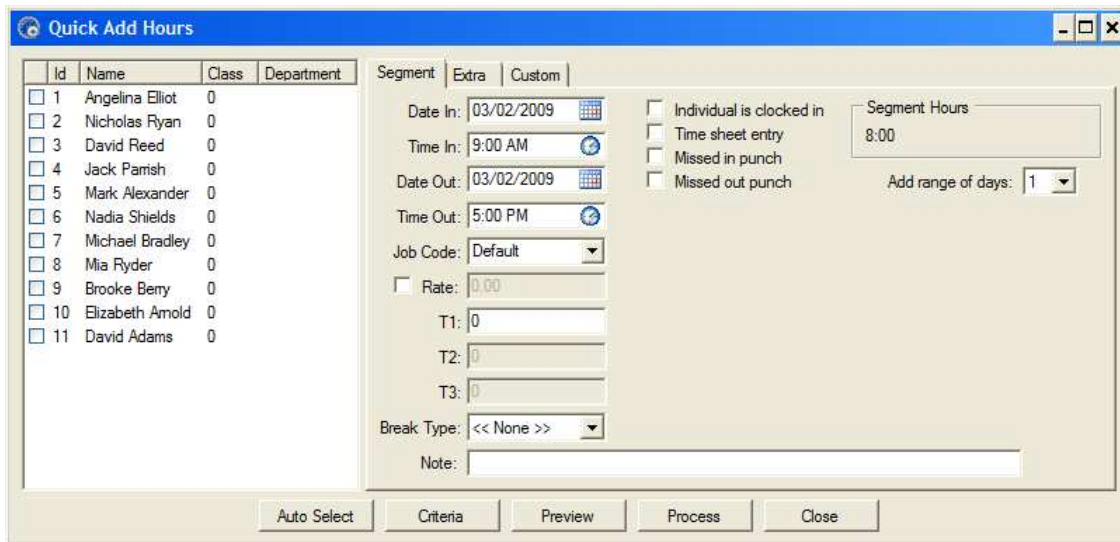 Quick Add Hours
Id Name Class Department
1 Angelina Elliot 0
2 Nicholas Ryan 0
3 David Reed 0
4 Jack Parrish 0
5 Mark Alexander 0
6 Nadia Shields 0
7 Michael Bradley 0
8 Mia Ryder 0
9 Brooke Berry 0
10 Elizabeth Arnold 0
11 David Adams 0
Segment Extra Custom
Date In: 03/02/2009
Time In: 9:00 AM
Date Out: 03/02/2009
Time Out: 5:00 PM
Job Code: Default
Rate: 0.00
T1: 0
T2: 0
T3: 0
Break Type: << None >>
Note:
Individual is clocked in
Time sheet entry
Missed in punch
Missed out punch
Segment Hours
8:00
Add range of days: 1
Auto Select Criteria Preview Process Close